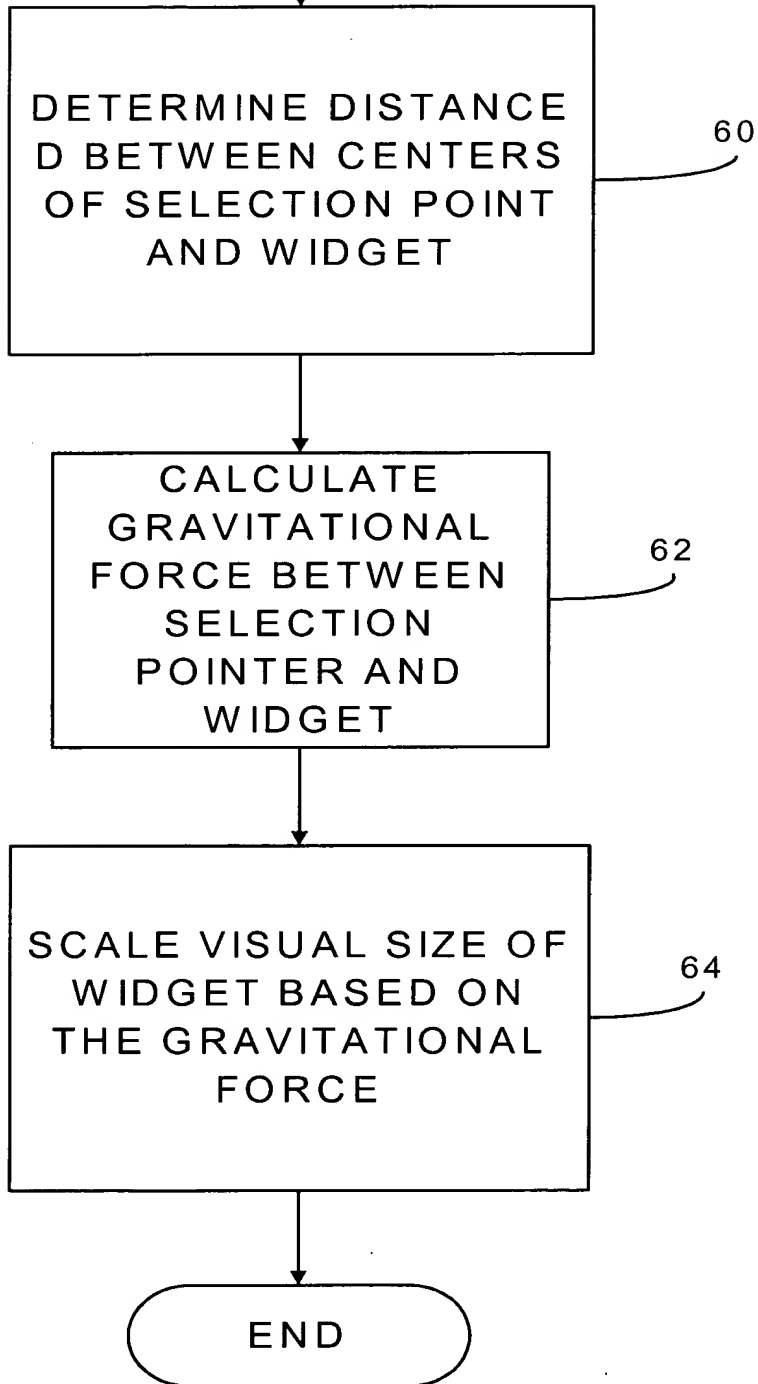 DETERMINE DISTANCE
D BETWEEN CENTERS
OF SELECTION POINT
AND WIDGET
60
CALCULATE
GRAVITATIONAL
FORCE BETWEEN
SELECTION
POINTER AND
WIDGET
62
SCALE VISUAL SIZE OF
WIDGET BASED ON
THE GRAVITATIONAL
FORCE
64
END